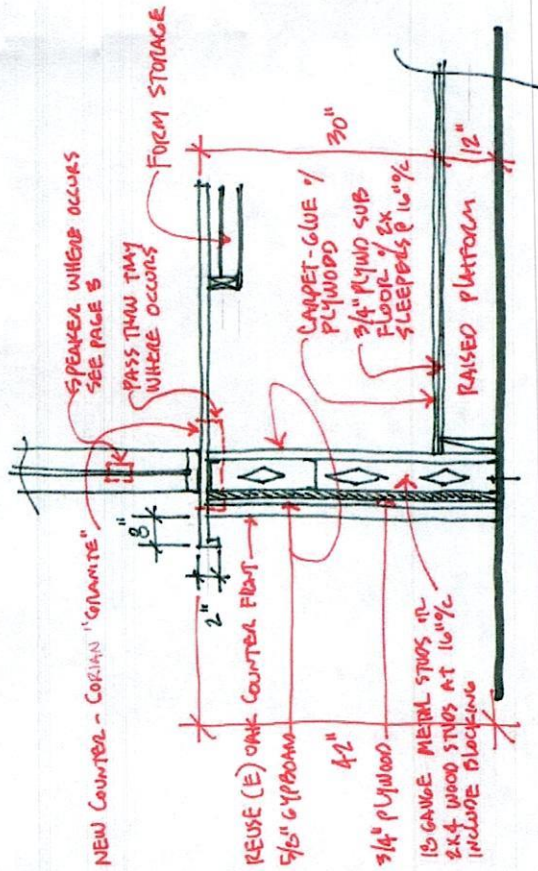 NEW COUNTER - CORIAN "GRANITE"
SPEAKER WHERE OCCURS
SEE PAGE 3
PASS THRU TRAY
WHERE OCCURS
FORM STORAGE
8"
2"
REUSE (E) OAK COUNTER FRONT
5/8" GYPBOARD
42"
3/4" PLYWOOD
18 GAUGE METAL STUDS OR
2X4 WOOD STUDS AT 16" o/c
INCLUDE BLOCKING
30"
CARPET-GLUE %
PLYWOOD
3/4" PLYWD SUB
FLOOR % 2X
SLEEPERS @ 16" o/c
RAISED PLATFORM
12"